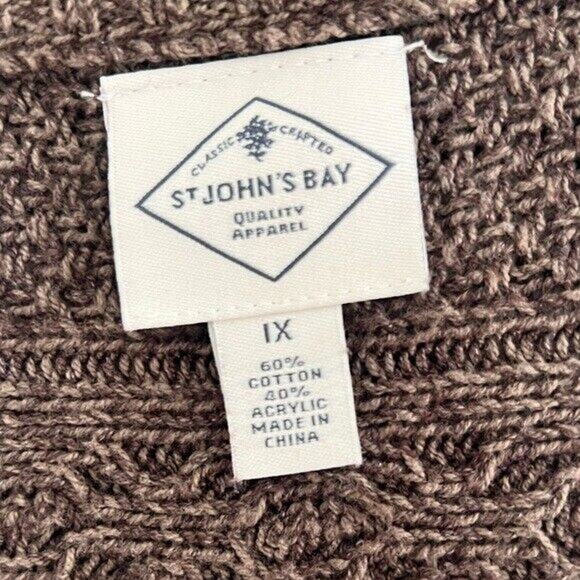 CLASSIC CRAFTED
ST JOHN'S BAY
QUALITY
APPAREL
1X
60%
COTTON
40%
ACRYLIC
MADE IN
CHINA